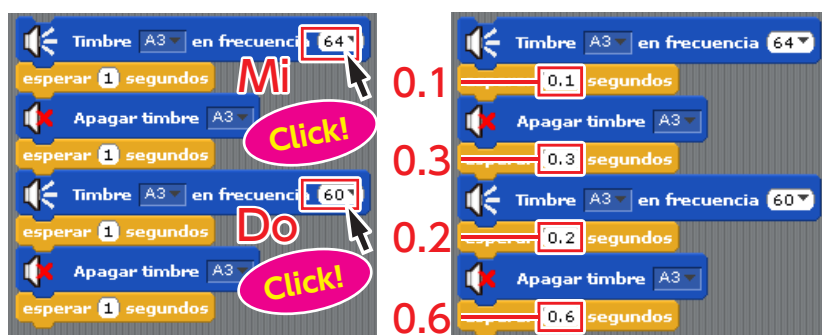 Timbre A3 en frecuencia 64
esperar 1 segundos
Mi
Apagar timbre A3
Click!
esperar 1 segundos
Timbre A3 en frecuencia 60
esperar 1 segundos
Do
Apagar timbre A3
Click!
esperar 1 segundos
Timbre A3 en frecuencia 64
0.1
0.1 segundos
Apagar timbre A3
0.3
0.3 segundos
Timbre A3 en frecuencia 60
0.2
0.2 segundos
Apagar timbre A3
0.6
0.6 segundos